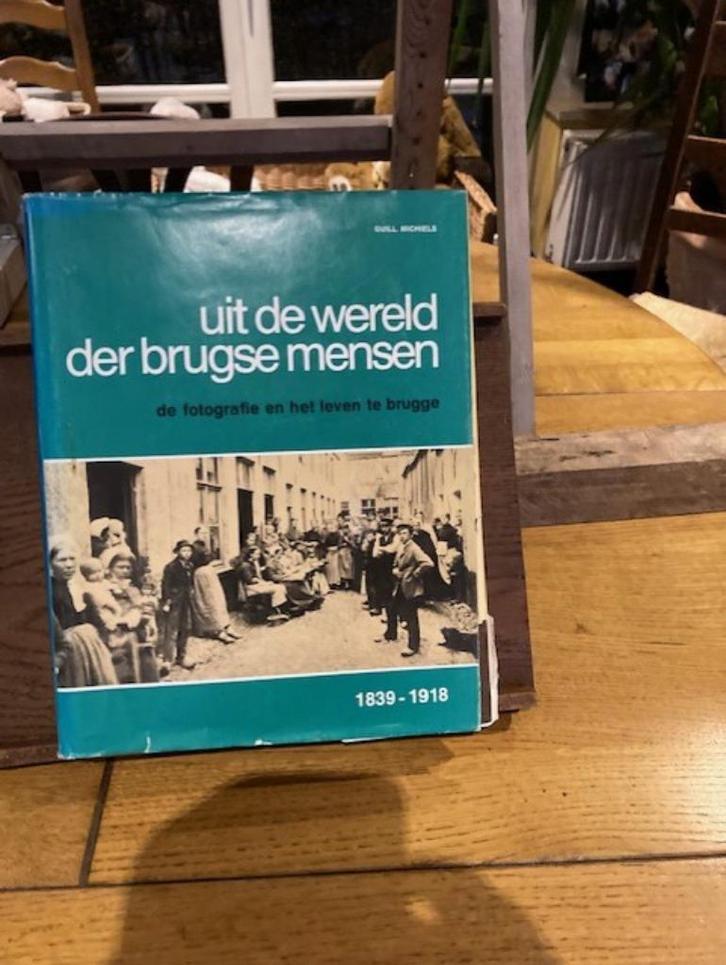 GUILL. MICHIELS
uit de wereld
der brugse mensen
de fotografie en het leven te brugge
1839-1918